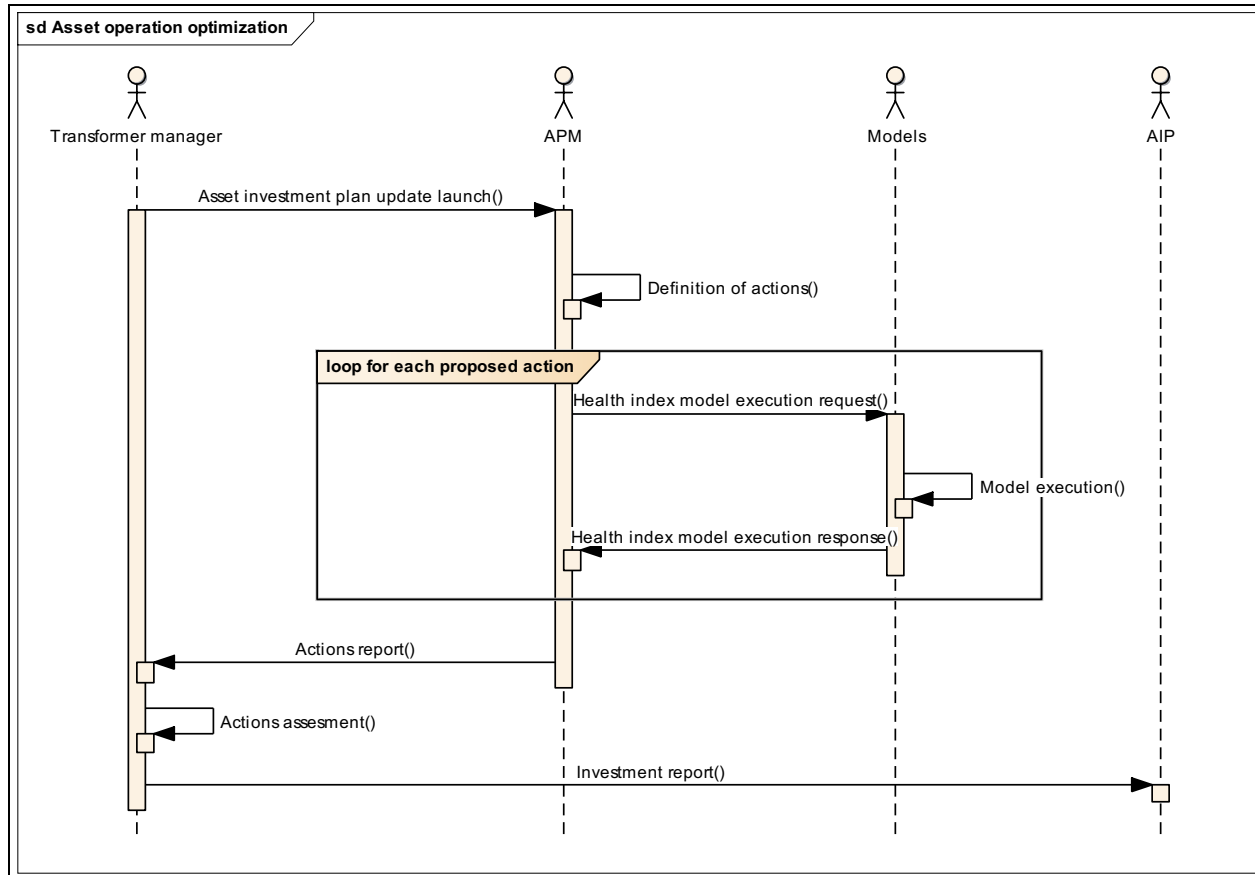 sd Asset operation optimization
Transformer manager
APM
Models
AIP
Asset investment plan update launch()
Definition of actions()
loop for each proposed action
Health index model execution request()
Model execution()
Health index model execution response()
Actions report()
Actions assesment()
Investment report()